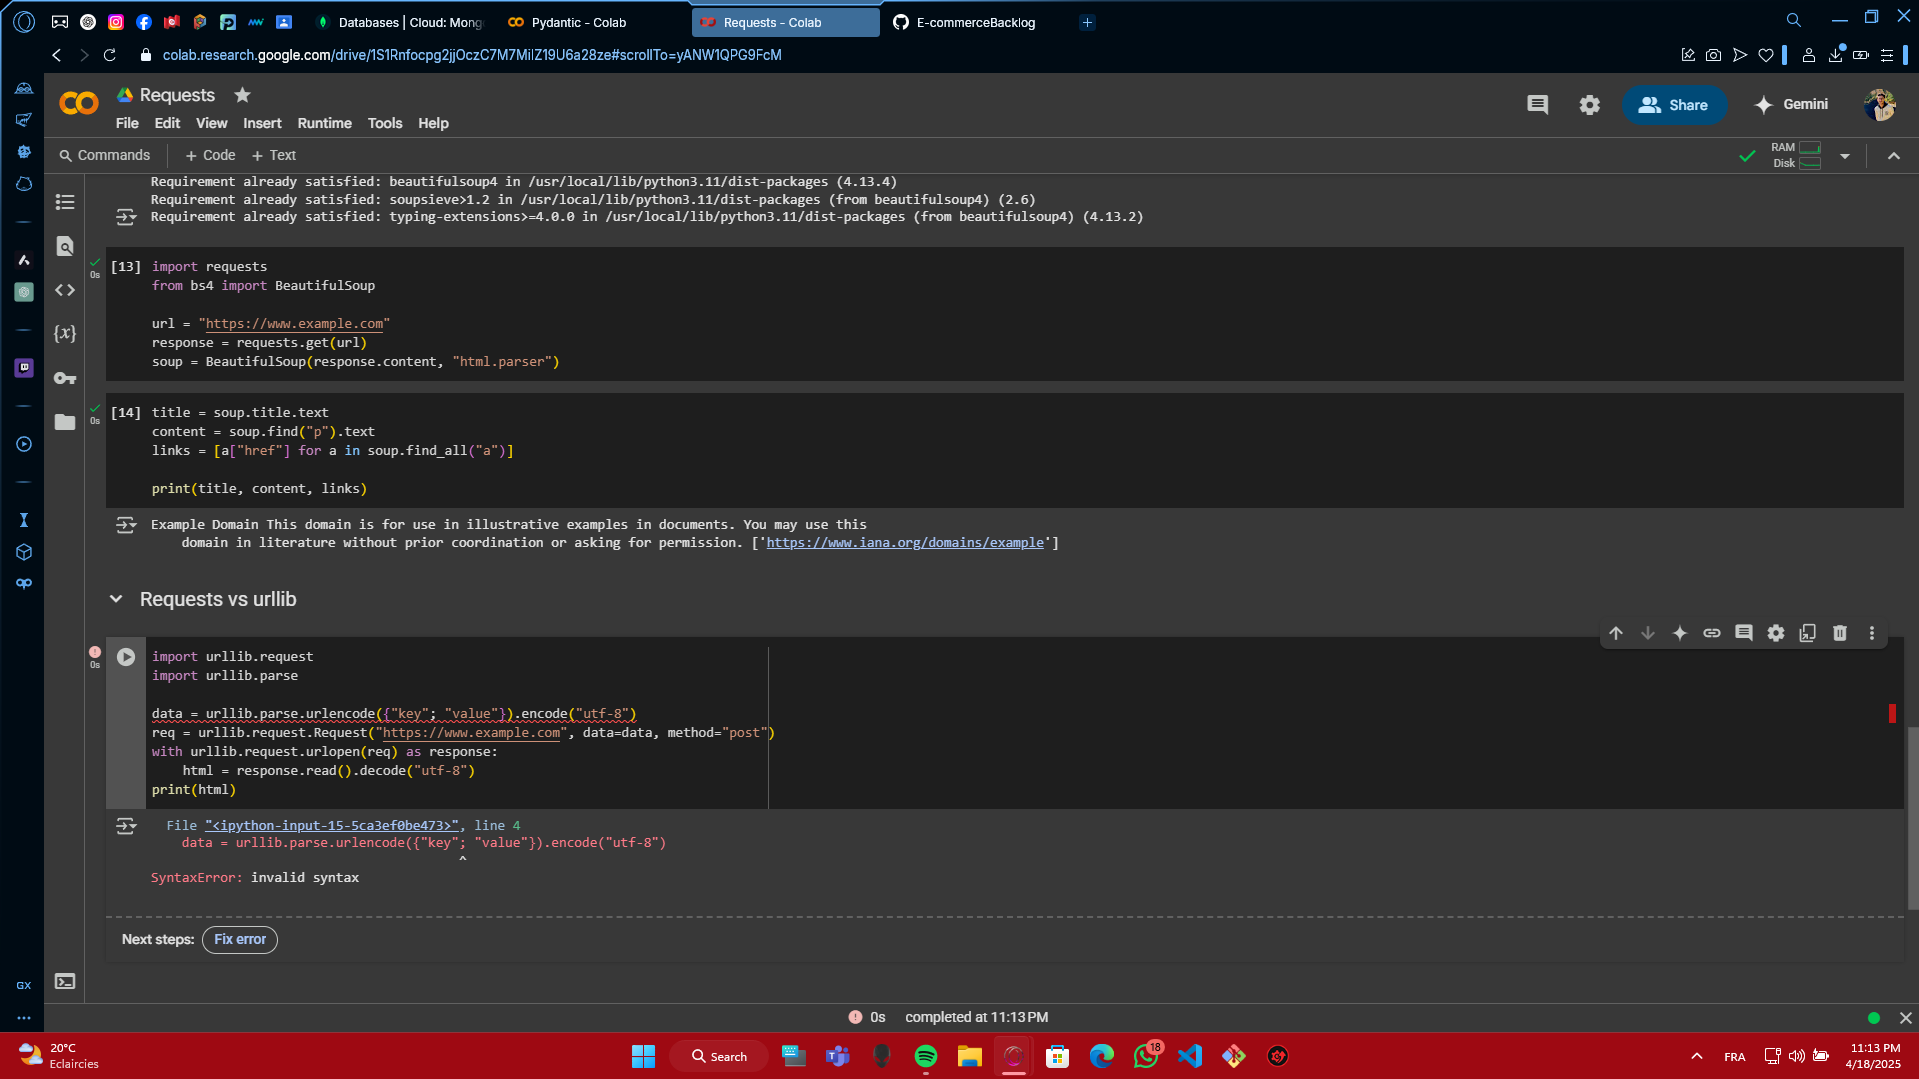 Databases | Cloud: Mong
Pydantic - Colab
Requests - Colab
E-commerceBacklog
colab.research.google.com/drive/1S1Rnfocpg2jjOczC7M7MilZ19U6a28ze#scrollTo=yANW1QPG9FcM
Requests
Share
Gemini
File Edit View Insert Runtime Tools Help
Commands + Code + Text
RAM
Disk
Requirement already satisfied: beautifulsoup4 in /usr/local/lib/python3.11/dist-packages (4.13.4)
Requirement already satisfied: soupsieve>1.2 in /usr/local/lib/python3.11/dist-packages (from beautifulsoup4) (2.6)
Requirement already satisfied: typing-extensions>=4.0.0 in /usr/local/lib/python3.11/dist-packages (from beautifulsoup4) (4.13.2)
0s
[13] import requests
from bs4 import BeautifulSoup
url = "https://www.example.com"
response = requests.get(url)
soup = BeautifulSoup(response.content, "html.parser")
0s
[14] title = soup.title.text
content = soup.find("p").text
links = [a["href"] for a in soup.find_all("a")]
print(title, content, links)
Example Domain This domain is for use in illustrative examples in documents. You may use this
domain in literature without prior coordination or asking for permission. ['https://www.iana.org/domains/example']
Requests vs urllib
0s
import urllib.request
import urllib.parse
data = urllib.parse.urlencode({"key"; "value"}).encode("utf-8")
req = urllib.request.Request("https://www.example.com", data=data, method="post")
with urllib.request.urlopen(req) as response:
html = response.read().decode("utf-8")
print(html)
File "<ipython-input-15-5ca3ef0be473>", line 4
data = urllib.parse.urlencode({"key"; "value"}).encode("utf-8")
^
SyntaxError: invalid syntax
Next steps: Fix error
GX
0s completed at 11:13 PM
20°C
Eclaircies
Search
18
FRA
11:13 PM
4/18/2025